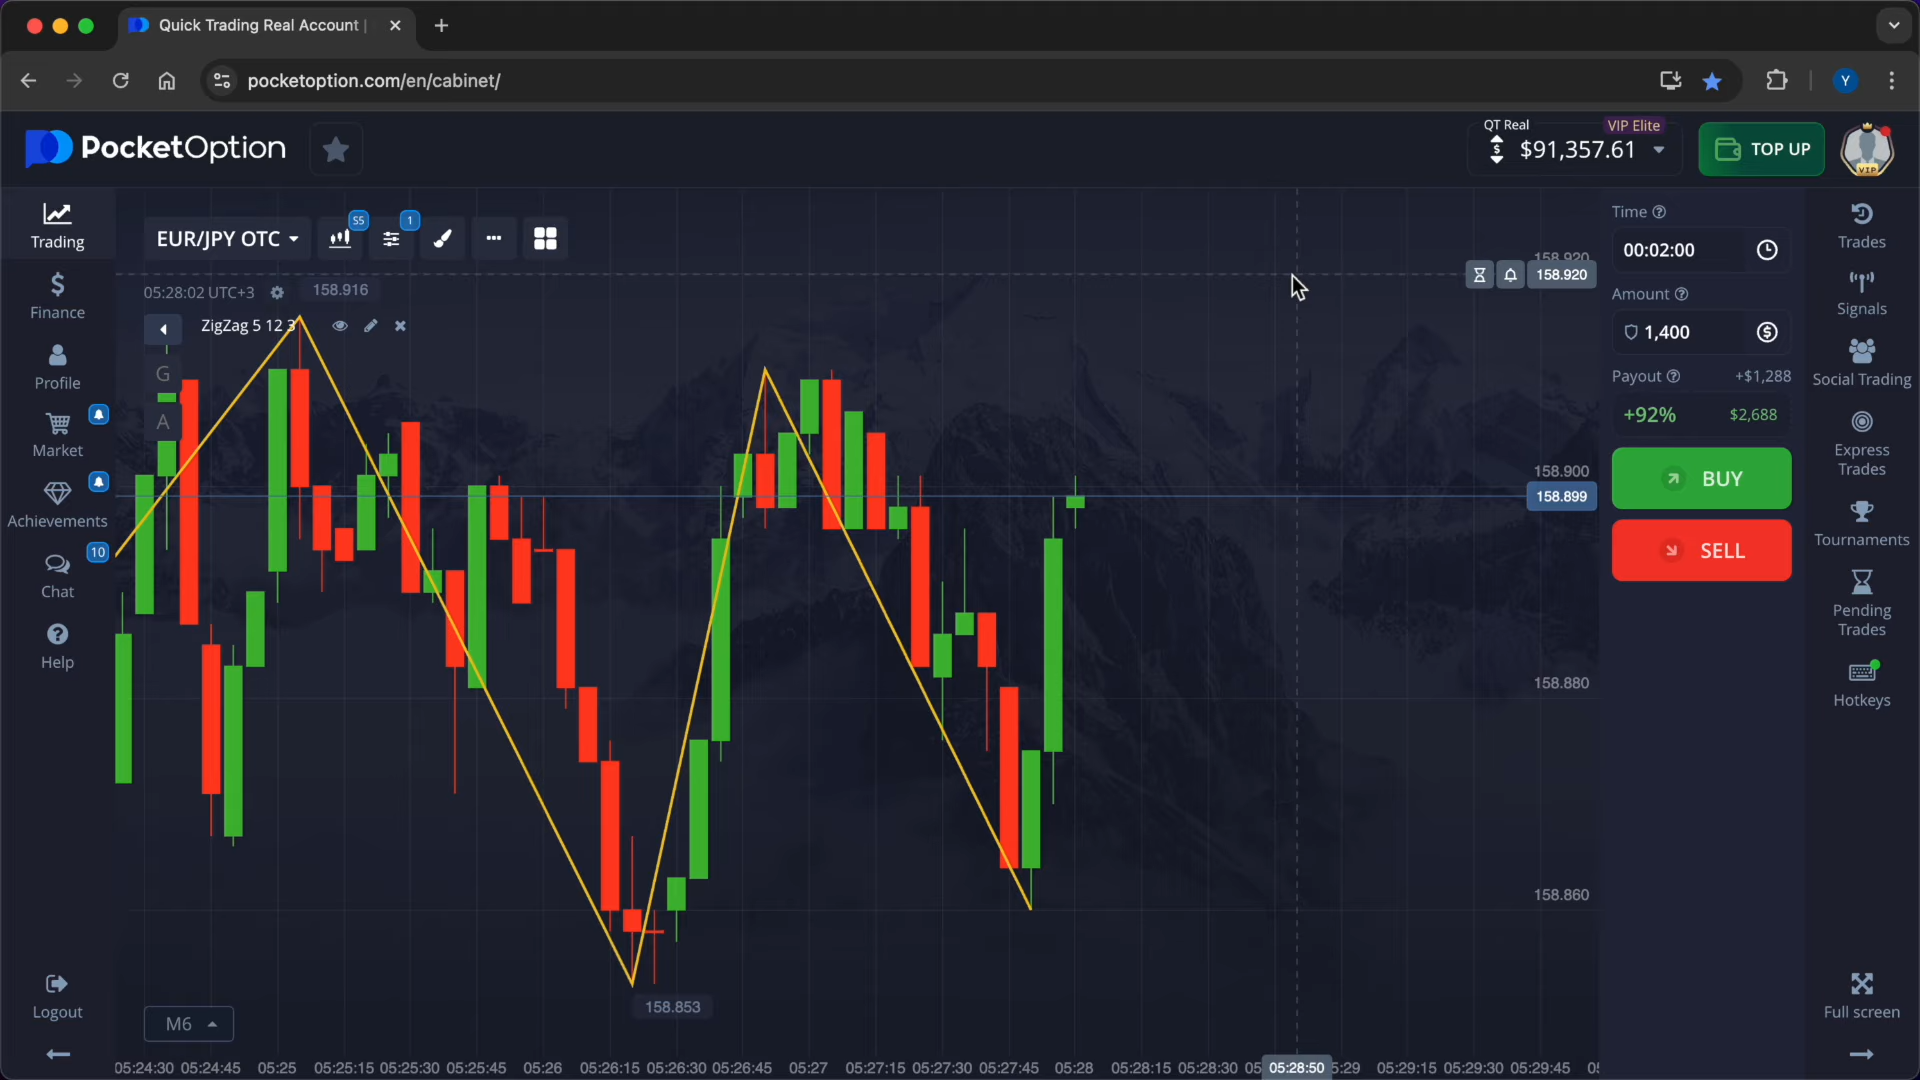 Quick Trading Real Account |
pocketoption.com/en/cabinet/
Y
PocketOption
QT Real
VIP Elite
$91,357.61
TOP UP
VIP
Trading
Finance
Profile
Market
Achievements
10
Chat
Help
Logout
EUR/JPY OTC
S5
1
05:28:02 UTC+3
158.916
ZigZag 5 12 3
G
A
158.920
158.920
158.900
158.899
158.880
158.860
158.853
M6
05:24:30 05:24:45 05:25 05:25:15 05:25:30 05:25:45 05:26 05:26:15 05:26:30 05:26:45 05:27 05:27:15 05:27:30 05:27:45 05:28 05:28:15 05:28:30 05:28:50 5:29 05:29:15 05:29:30 05:29:45
Time
00:02:00
Amount
1,400
Payout
+$1,288
+92%
$2,688
BUY
SELL
Trades
Signals
Social Trading
Express
Trades
Tournaments
Pending
Trades
Hotkeys
Full screen